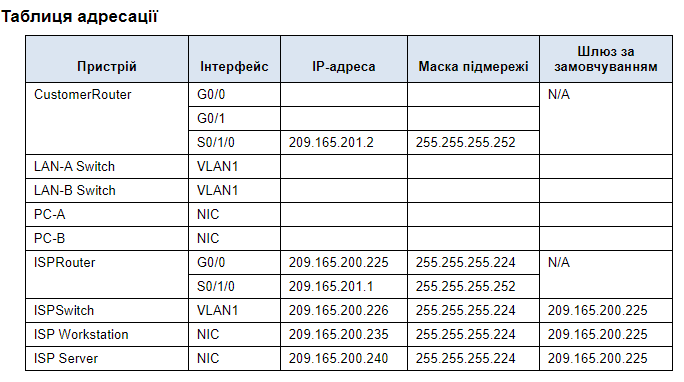 Таблиця адресації
Пристрій Інтерфейс IP-адреса Маска підмережі Шлюз за замовчуванням
CustomerRouter G0/0 N/A
G0/1
S0/1/0 209.165.201.2 255.255.255.252
LAN-A Switch VLAN1
LAN-B Switch VLAN1
PC-A NIC
PC-B NIC
ISPRouter G0/0 209.165.200.225 255.255.255.224 N/A
S0/1/0 209.165.201.1 255.255.255.252
ISPSwitch VLAN1 209.165.200.226 255.255.255.224 209.165.200.225
ISP Workstation NIC 209.165.200.235 255.255.255.224 209.165.200.225
ISP Server NIC 209.165.200.240 255.255.255.224 209.165.200.225